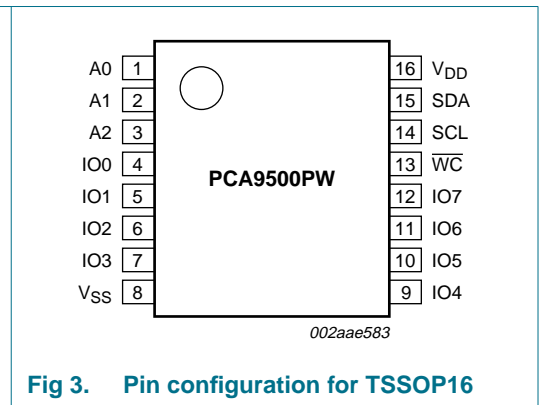 A0 1 16 VDD
A1 2 15 SDA
A2 3 14 SCL
IO0 4 13 W̅C̅
IO1 5 12 IO7
PCA9500PW
IO2 6 11 IO6
IO3 7 10 IO5
VSS 8 9 IO4
002aae583
Fig 3. Pin configuration for TSSOP16